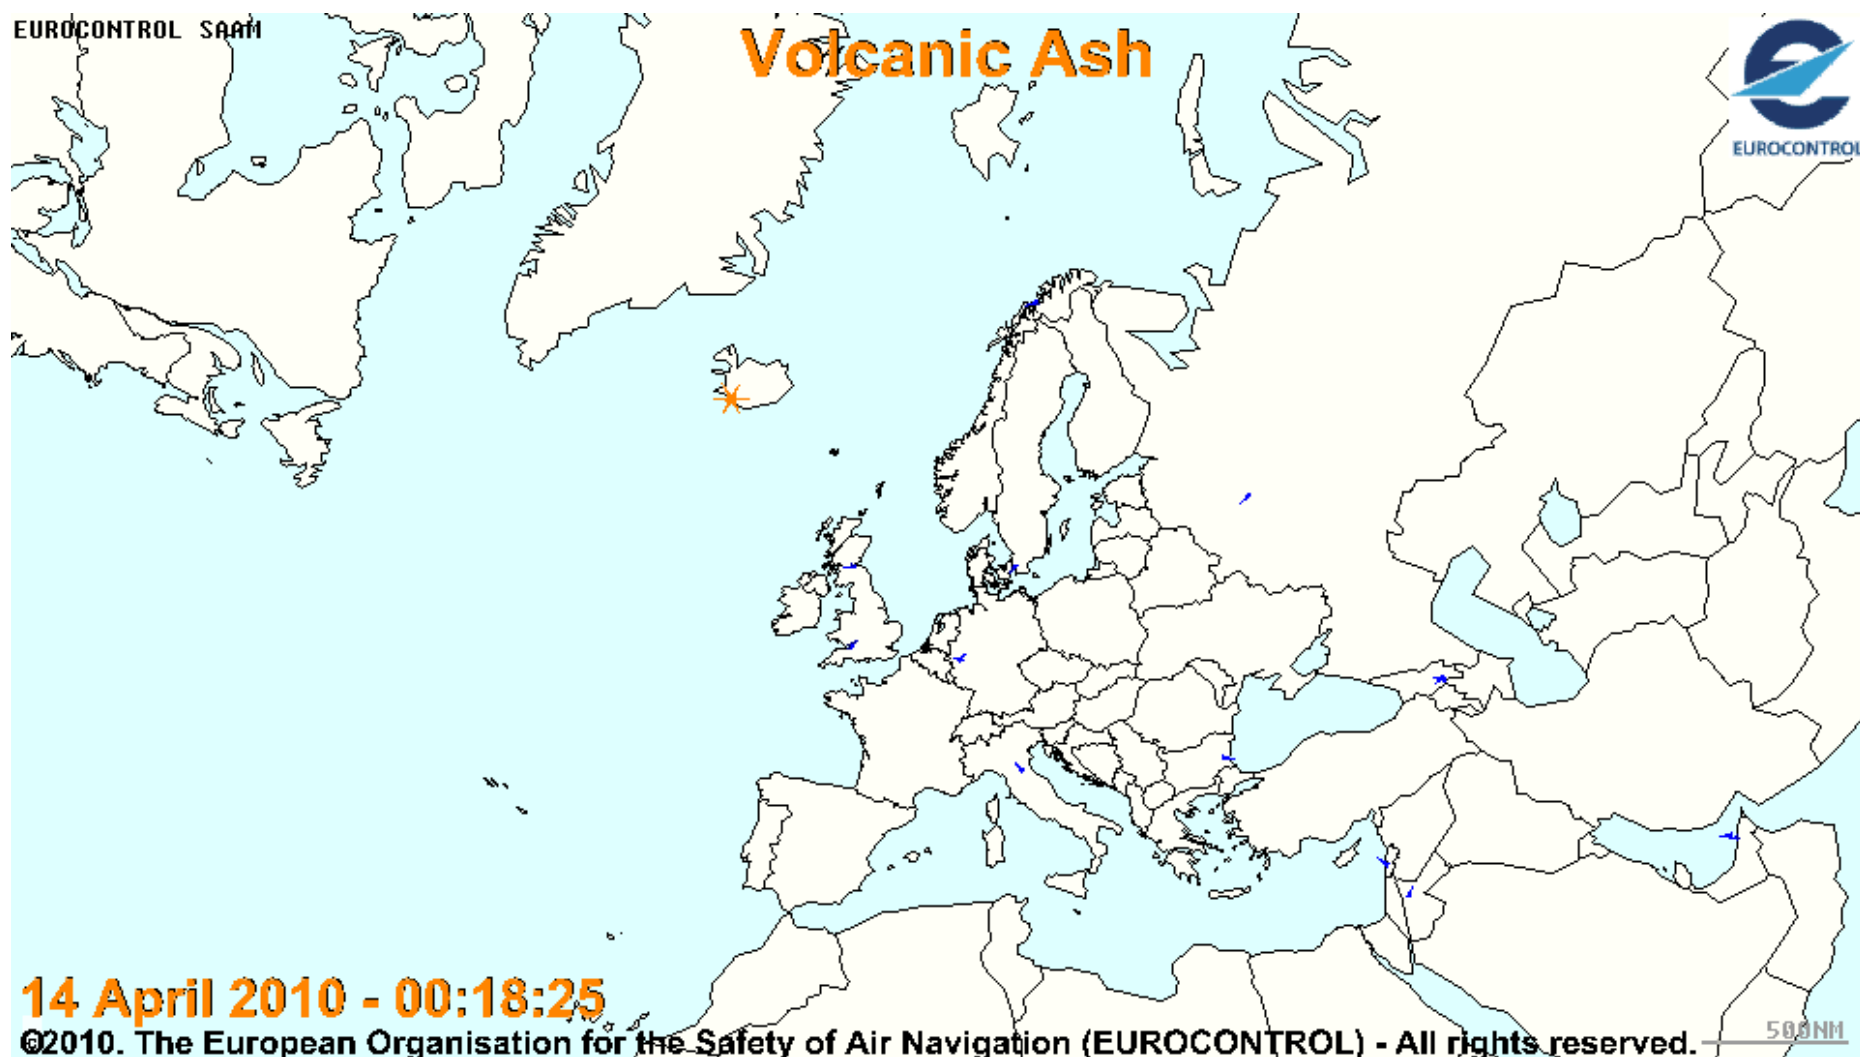 EUROCONTROL SAAM
Volcanic Ash
EUROCONTROL
14 April 2010 - 00:18:25
500NM
©2010. The European Organisation for the Safety of Air Navigation (EUROCONTROL) - All rights reserved.